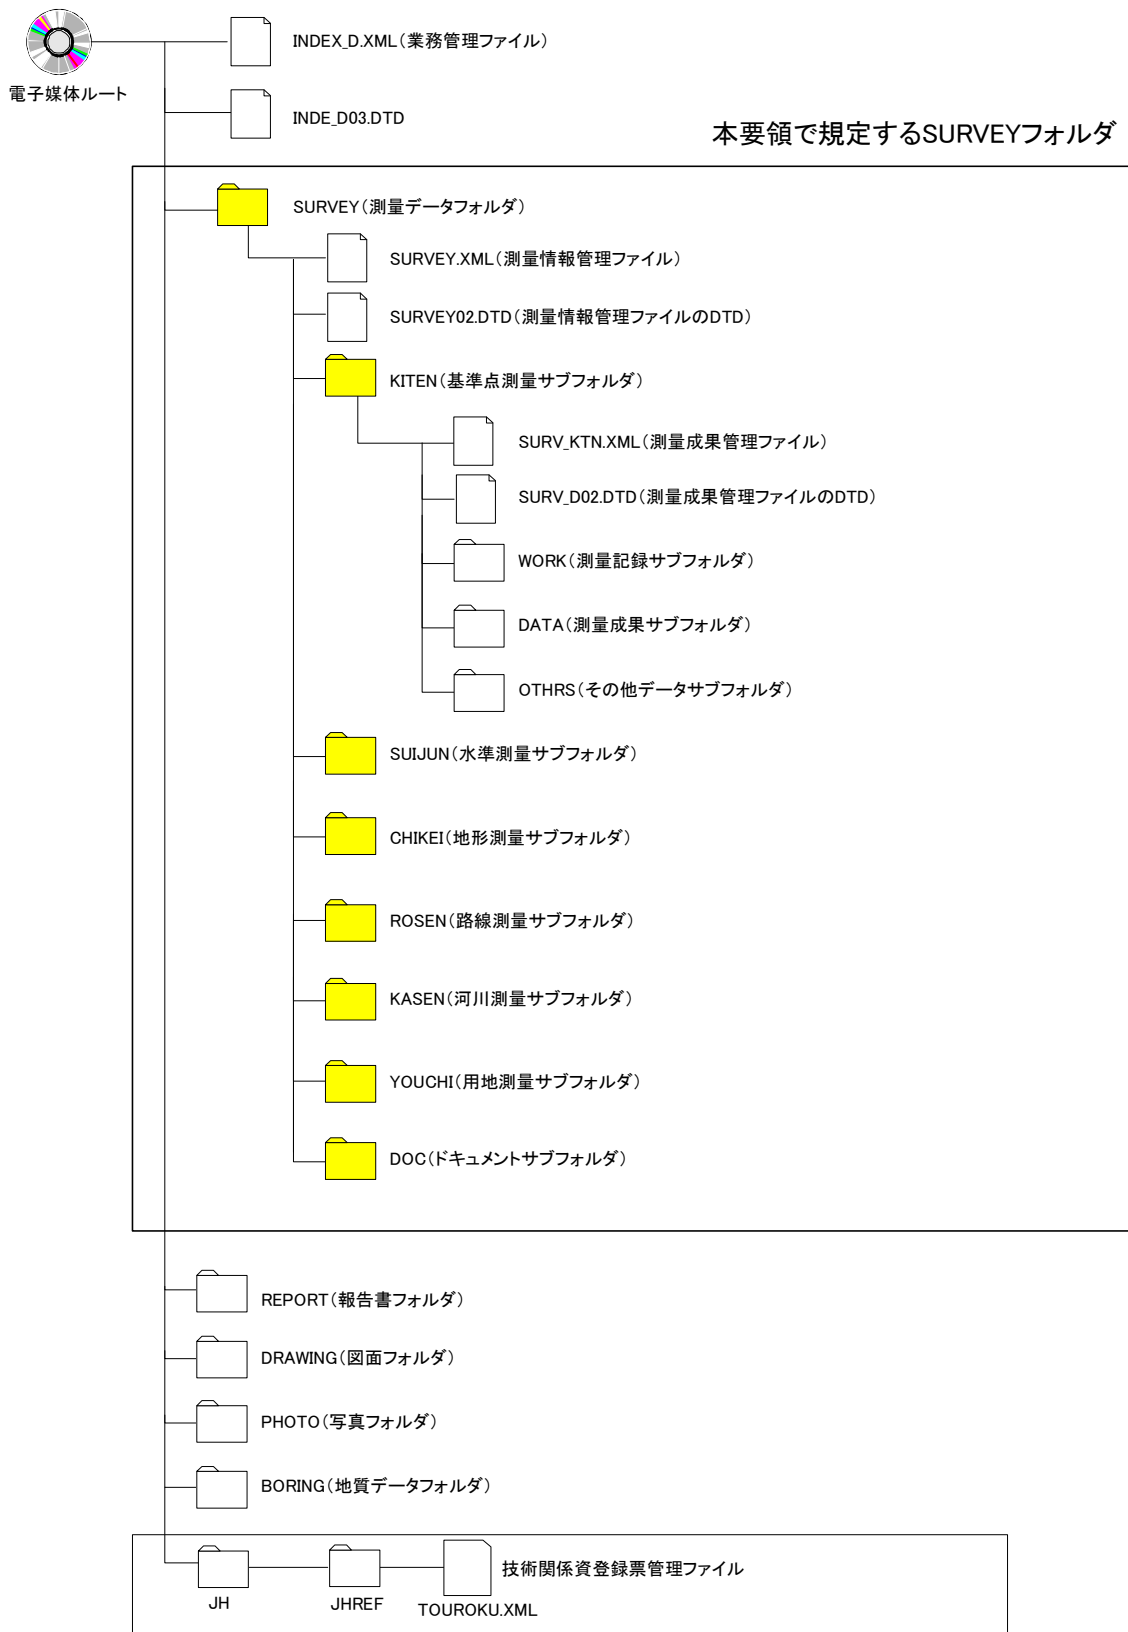 INDEX_D.XML(業務管理ファイル)
電子媒体ルート
INDE_D03.DTD
本要領で規定するSURVEYフォルダ
SURVEY(測量データフォルダ)
SURVEY.XML(測量情報管理ファイル)
SURVEY02.DTD(測量情報管理ファイルのDTD)
KITEN(基準点測量サブフォルダ)
SURV_KTN.XML(測量成果管理ファイル)
SURV_D02.DTD(測量成果管理ファイルのDTD)
WORK(測量記録サブフォルダ)
DATA(測量成果サブフォルダ)
OTHRS(その他データサブフォルダ)
SUIJUN(水準測量サブフォルダ)
CHIKEI(地形測量サブフォルダ)
ROSEN(路線測量サブフォルダ)
KASEN(河川測量サブフォルダ)
YOUCHI(用地測量サブフォルダ)
DOC(ドキュメントサブフォルダ)
REPORT(報告書フォルダ)
DRAWING(図面フォルダ)
PHOTO(写真フォルダ)
BORING(地質データフォルダ)
技術関係資登録票管理ファイル
JH
JHREF
TOUROKU.XML